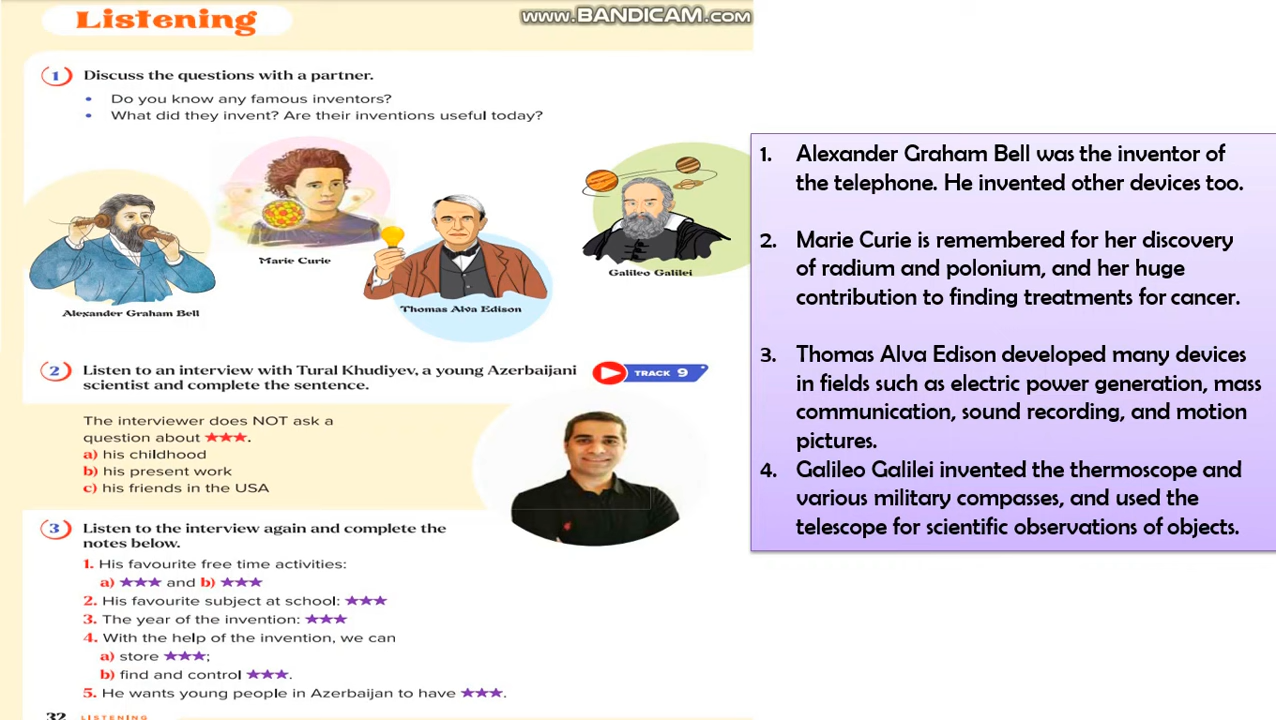 Listening
www.BANDICAM.com
1 Discuss the questions with a partner.
• Do you know any famous inventors?
• What did they invent? Are their inventions useful today?
Alexander Graham Bell
Marie Curie
Thomas Alva Edison
Galileo Galilei
2 Listen to an interview with Tural Khudiyev, a young Azerbaijani
scientist and complete the sentence.
TRACK 9
The interviewer does NOT ask a
question about ★★★.
a) his childhood
b) his present work
c) his friends in the USA
3 Listen to the interview again and complete the
notes below.
1. His favourite free time activities:
a) ★★★ and b) ★★★
2. His favourite subject at school: ★★★
3. The year of the invention: ★★★
4. With the help of the invention, we can
a) store ★★★;
b) find and control ★★★.
5. He wants young people in Azerbaijan to have ★★★.
32 LISTENING
1. Alexander Graham Bell was the inventor of
the telephone. He invented other devices too.
2. Marie Curie is remembered for her discovery
of radium and polonium, and her huge
contribution to finding treatments for cancer.
3. Thomas Alva Edison developed many devices
in fields such as electric power generation, mass
communication, sound recording, and motion
pictures.
4. Galileo Galilei invented the thermoscope and
various military compasses, and used the
telescope for scientific observations of objects.